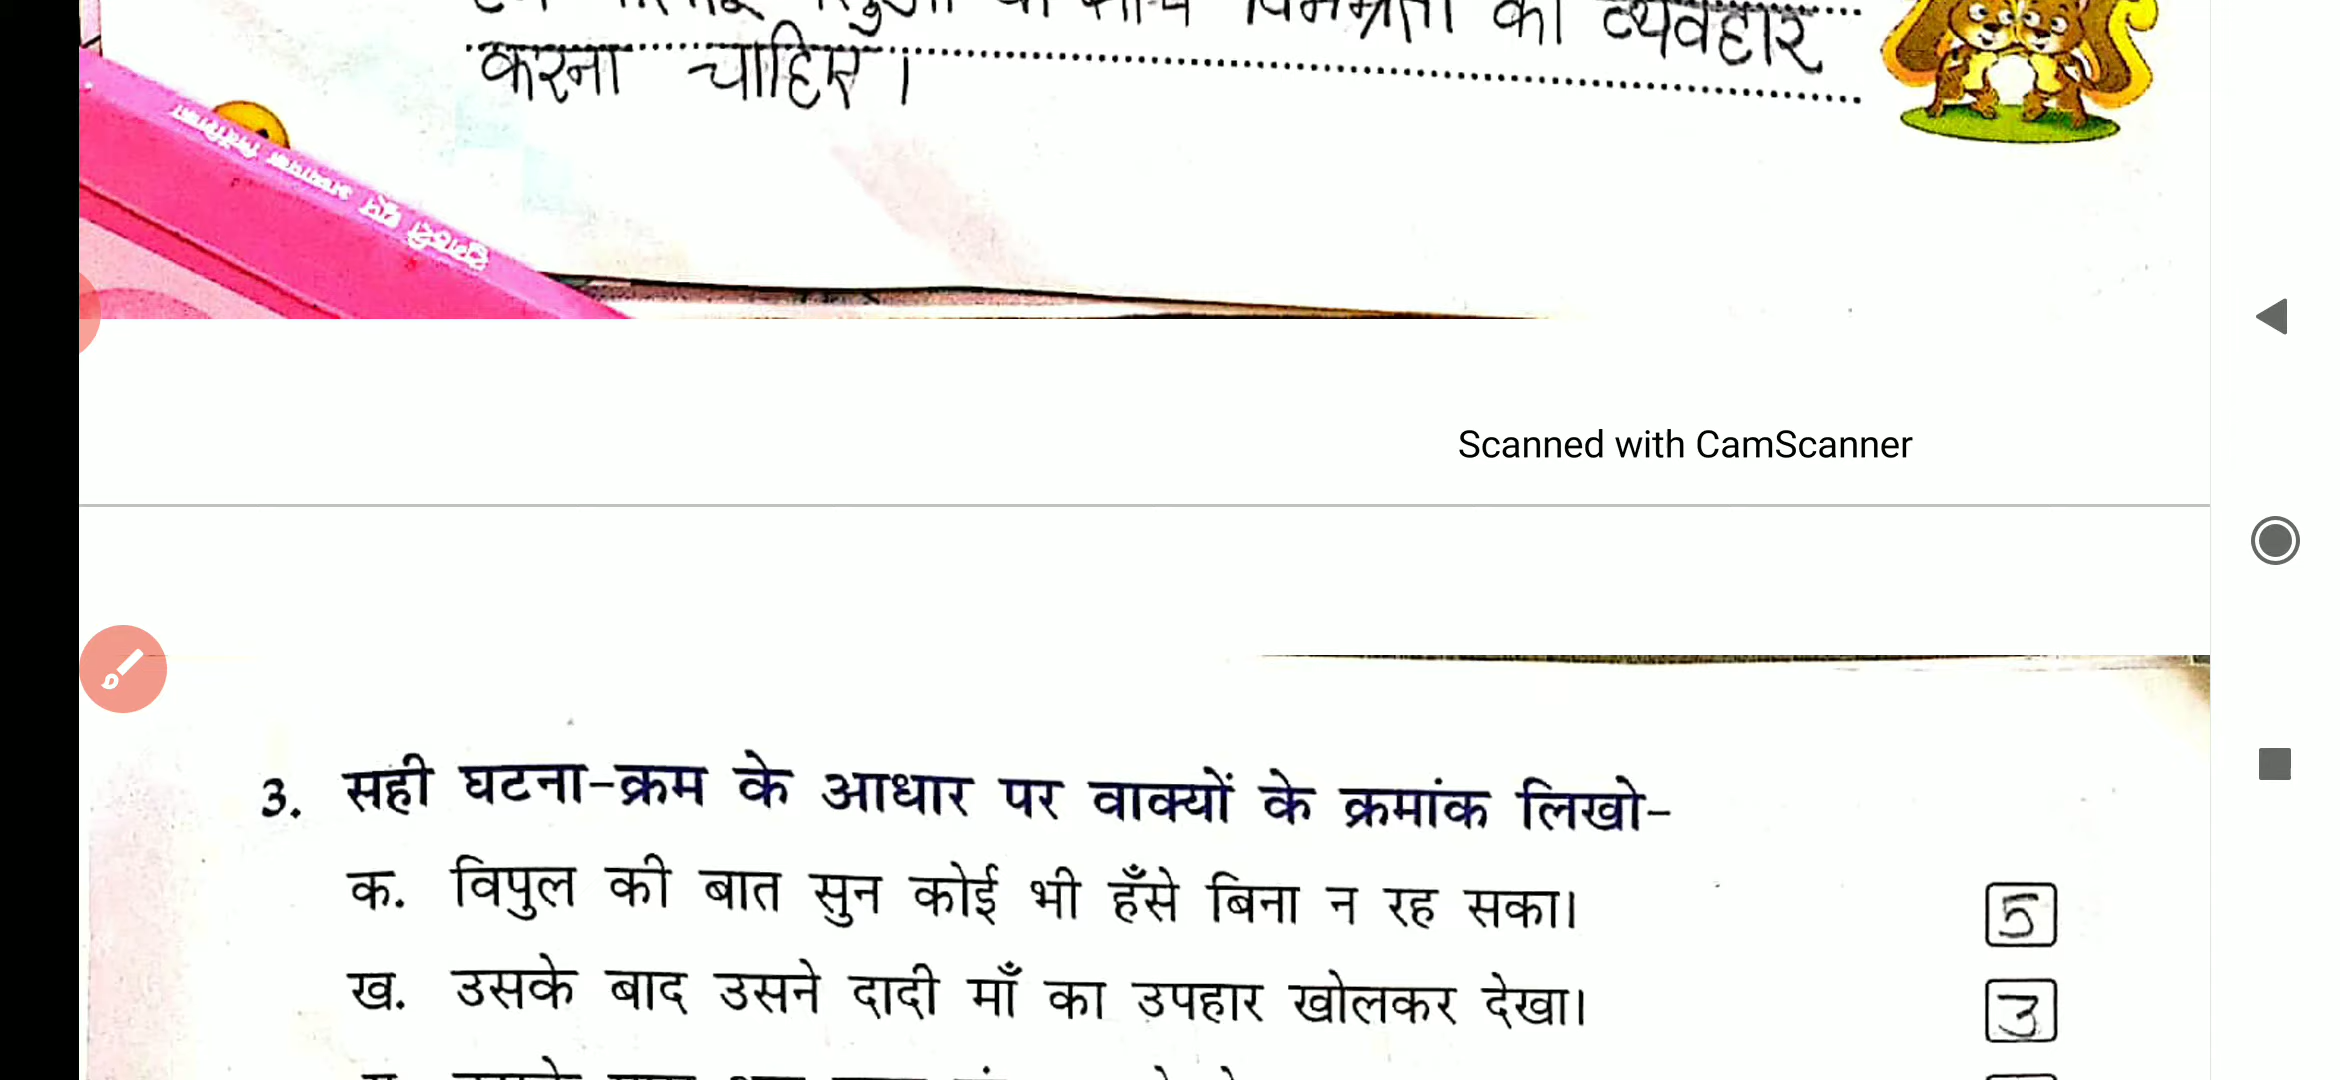 का व्यवहार
करना चाहिए।
Scanned with CamScanner
3. सही घटना-क्रम के आधार पर वाक्यों के क्रमांक लिखो-
क. विपुल की बात सुन कोई भी हँसे बिना न रह सका। 5
ख. उसके बाद उसने दादी माँ का उपहार खोलकर देखा। 3